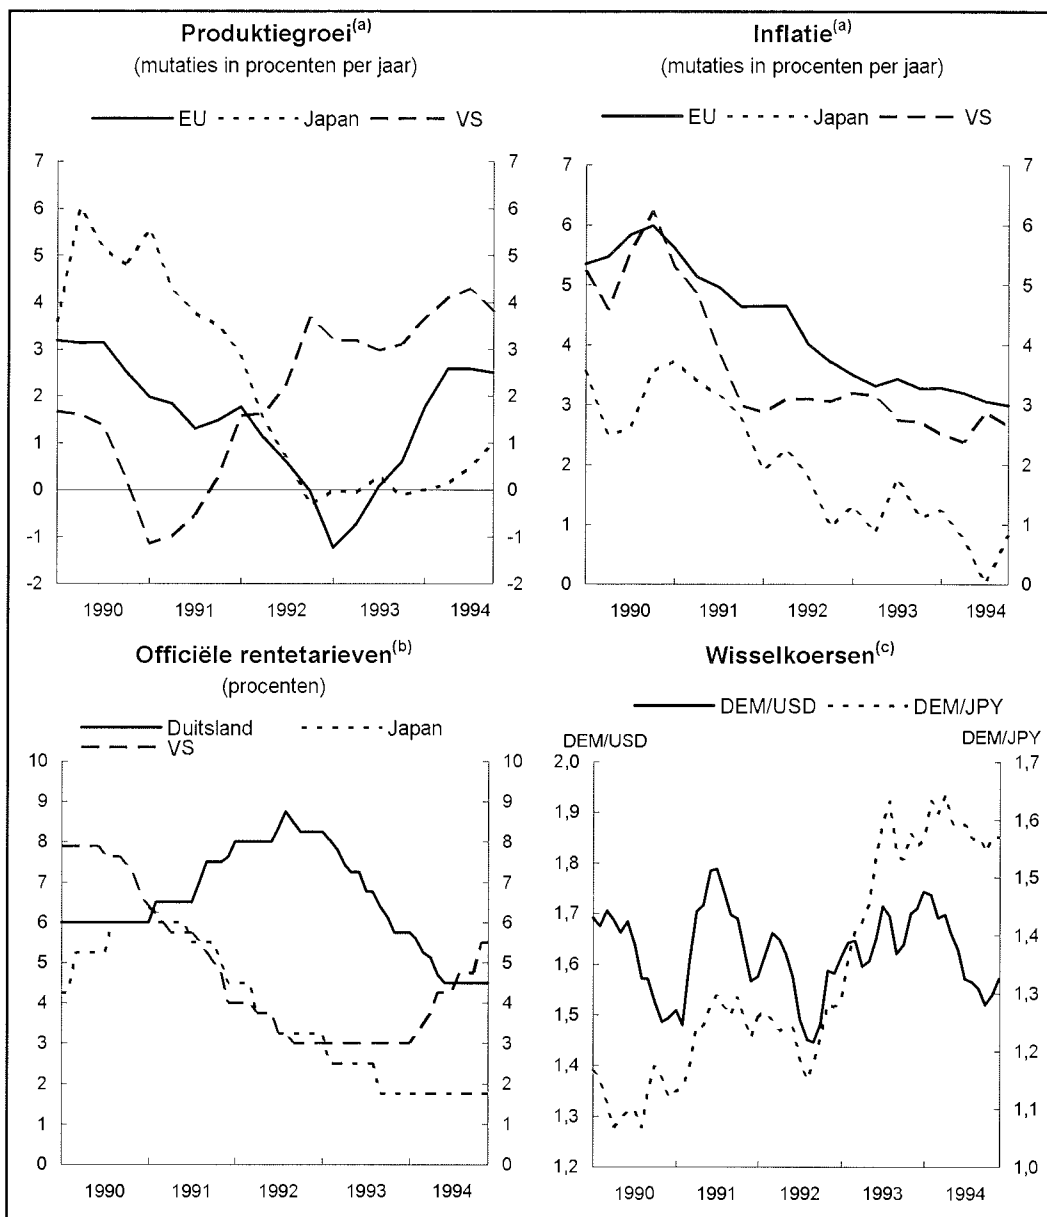 Produktiegroei(a)
(mutaties in procenten per jaar)
EU Japan VS
7 7
6 6
5 5
4 4
3 3
2 2
1 1
0 0
-1 -1
-2 -2
1990 1991 1992 1993 1994
Inflatie(a)
(mutaties in procenten per jaar)
EU Japan VS
7 7
6 6
5 5
4 4
3 3
2 2
1 1
0 0
1990 1991 1992 1993 1994
Officiële rentetarieven(b)
(procenten)
Duitsland Japan
VS
10 10
9 9
8 8
7 7
6 6
5 5
4 4
3 3
2 2
1 1
0 0
1990 1991 1992 1993 1994
Wisselkoersen(c)
DEM/USD DEM/JPY
DEM/USD DEM/JPY
2,0 1,7
1,9 1,6
1,8 1,5
1,7 1,4
1,6 1,3
1,5 1,2
1,4 1,1
1,3 1,0
1,2
1990 1991 1992 1993 1994